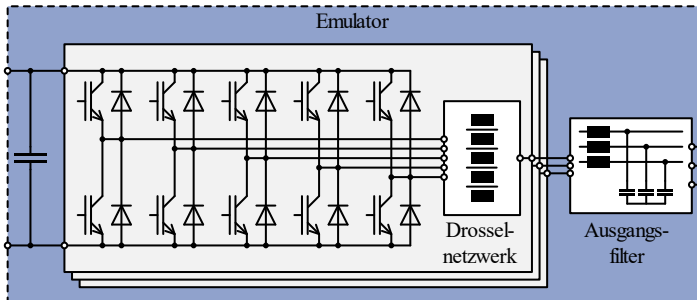 Emulator
Drossel-
netzwerk
Ausgangs-
filter